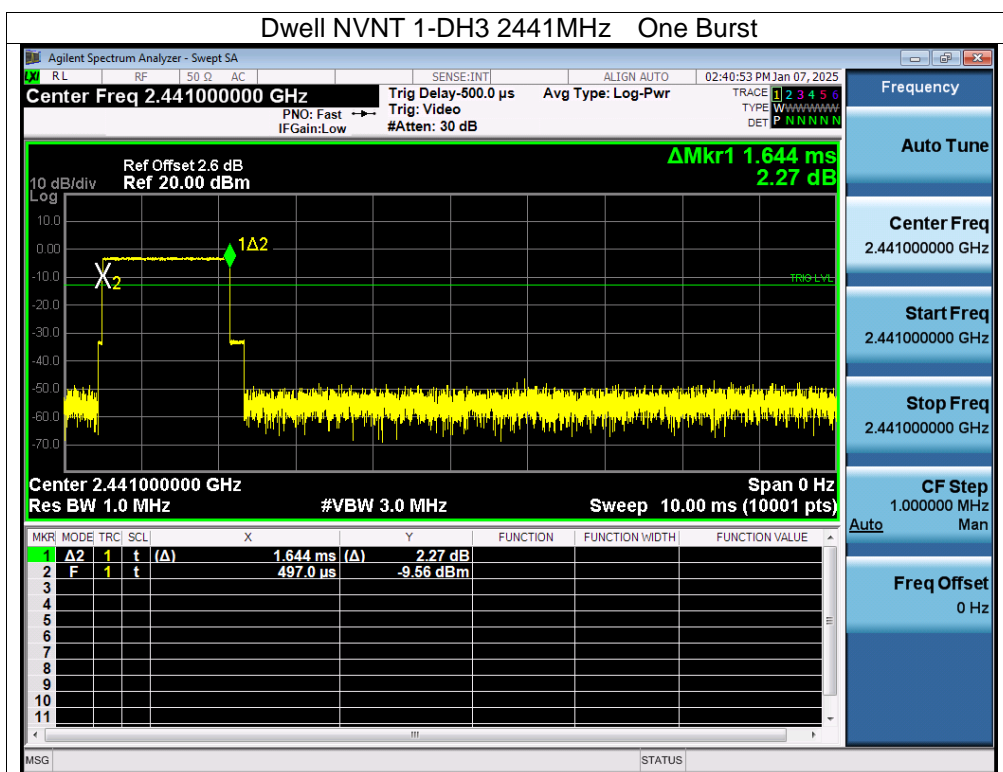 Dwell NVNT 1-DH3 2441MHz One Burst
Agilent Spectrum Analyzer - Swept SA
LXI RL RF 50 Ω AC SENSE:INT ALIGN AUTO 02:40:53 PM Jan 07, 2025
Center Freq 2.441000000 GHz Trig Delay-500.0 µs Avg Type: Log-Pwr TRACE 1 2 3 4 5 6
PNO: Fast Trig: Video TYPE WWWWWW
IFGain:Low #Atten: 30 dB DET P N N N N N
ΔMkr1 1.644 ms
2.27 dB
Ref Offset 2.6 dB
10 dB/div Ref 20.00 dBm
Log
10.0
0.00
-10.0
-20.0
-30.0
-40.0
-50.0
-60.0
-70.0
1Δ2
2
TRIG LVL
Center 2.441000000 GHz Span 0 Hz
Res BW 1.0 MHz #VBW 3.0 MHz Sweep 10.00 ms (10001 pts)
MKR MODE TRC SCL X Y FUNCTION FUNCTION WIDTH FUNCTION VALUE
1 Δ2 1 t (Δ) 1.644 ms (Δ) 2.27 dB
2 F 1 t 497.0 µs -9.56 dBm
3
4
5
6
7
8
9
10
11
MSG STATUS
Frequency
Auto Tune
Center Freq
2.441000000 GHz
Start Freq
2.441000000 GHz
Stop Freq
2.441000000 GHz
CF Step
1.000000 MHz
Auto Man
Freq Offset
0 Hz